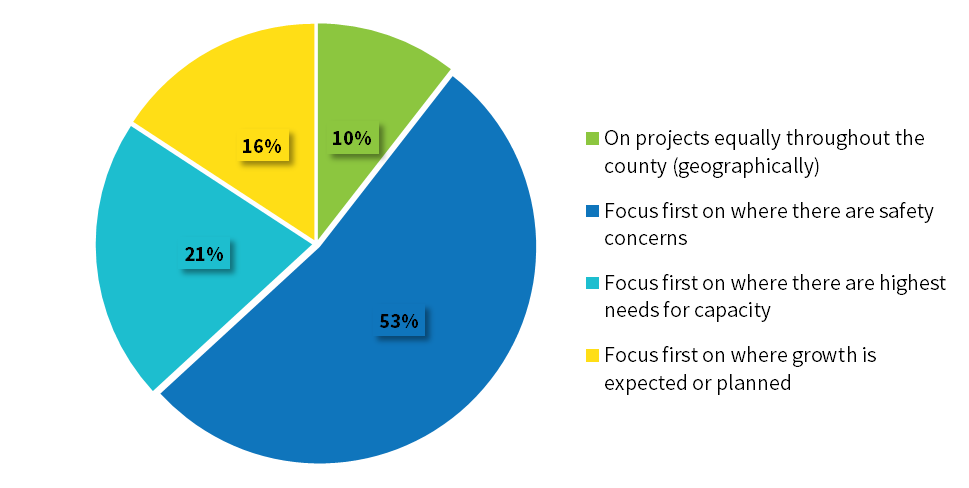 16%
10%
21%
53%
On projects equally throughout the
county (geographically)
Focus first on where there are safety
concerns
Focus first on where there are highest
needs for capacity
Focus first on where growth is
expected or planned